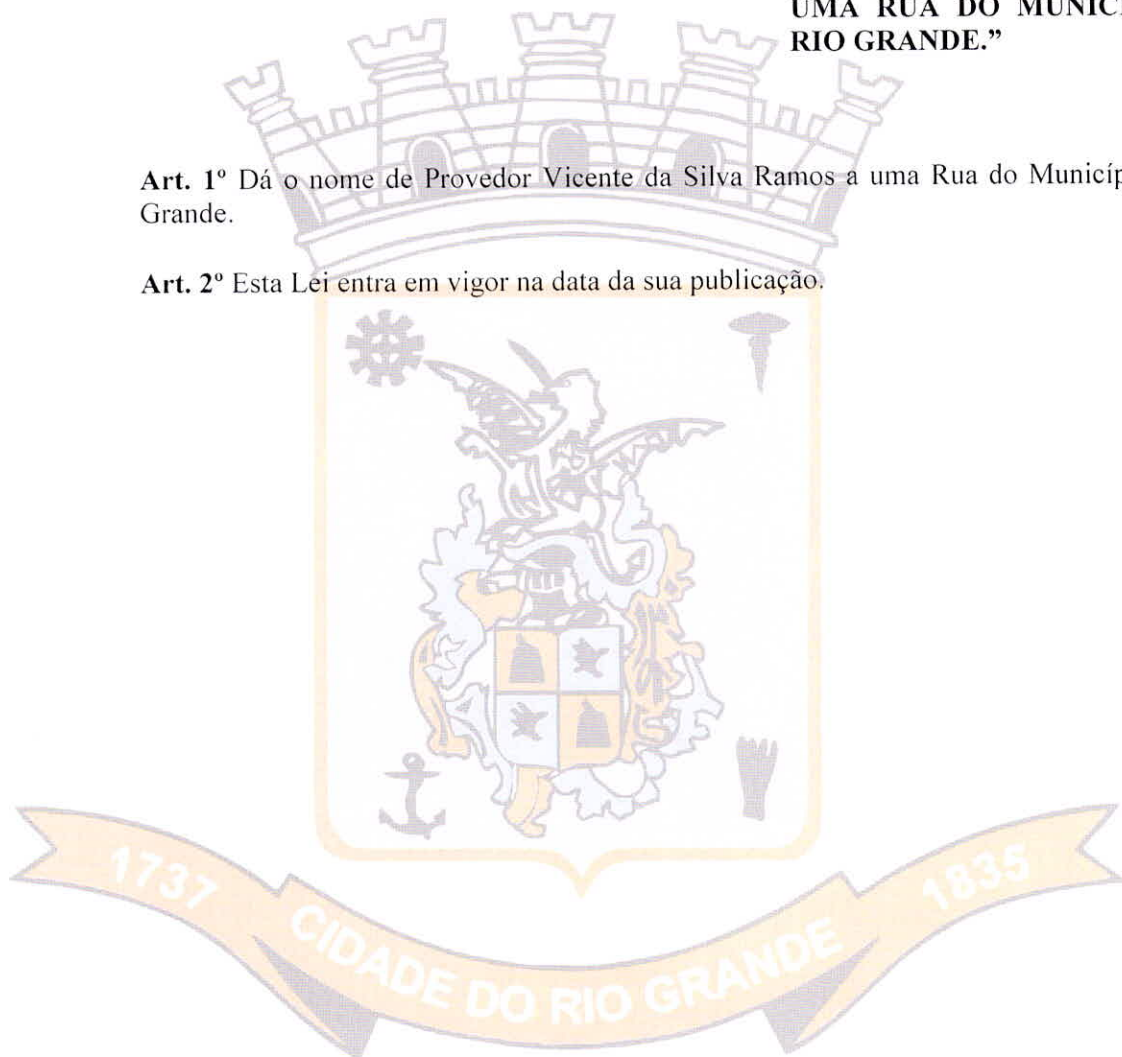 UMA RUA DO MUNIC
RIO GRANDE.”
Art. 1º Dá o nome de Provedor Vicente da Silva Ramos a uma Rua do Municíp
Grande.
Art. 2º Esta Lei entra em vigor na data da sua publicação.
1737 CIDADE DO RIO GRANDE 1835